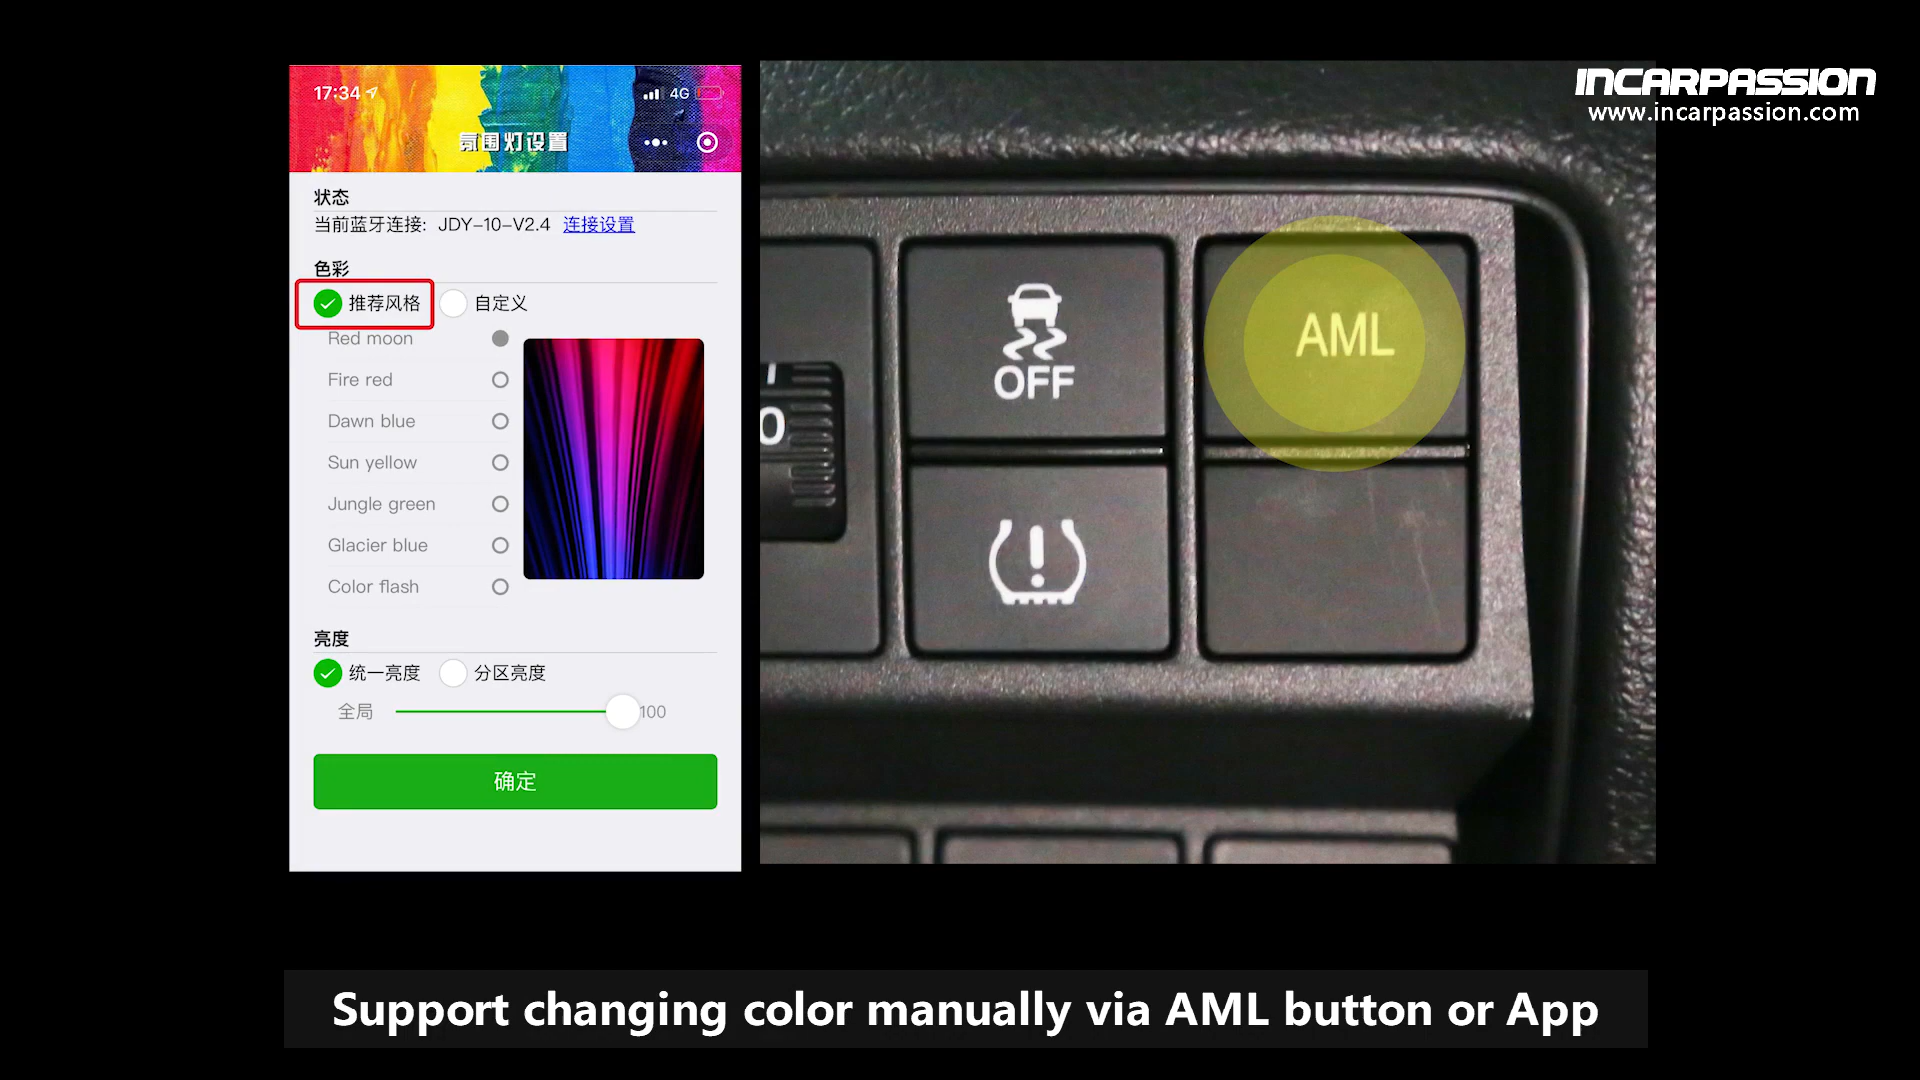 INCARPASSION
www.incarpassion.com
17:34
4G
氛围灯设置
状态
当前蓝牙连接: JDY-10-V2.4 连接设置
色彩
推荐风格 自定义
Red moon
Fire red
Dawn blue
Sun yellow
Jungle green
Glacier blue
Color flash
亮度
统一亮度 分区亮度
全局 100
确定
0
OFF
AML
Support changing color manually via AML button or App